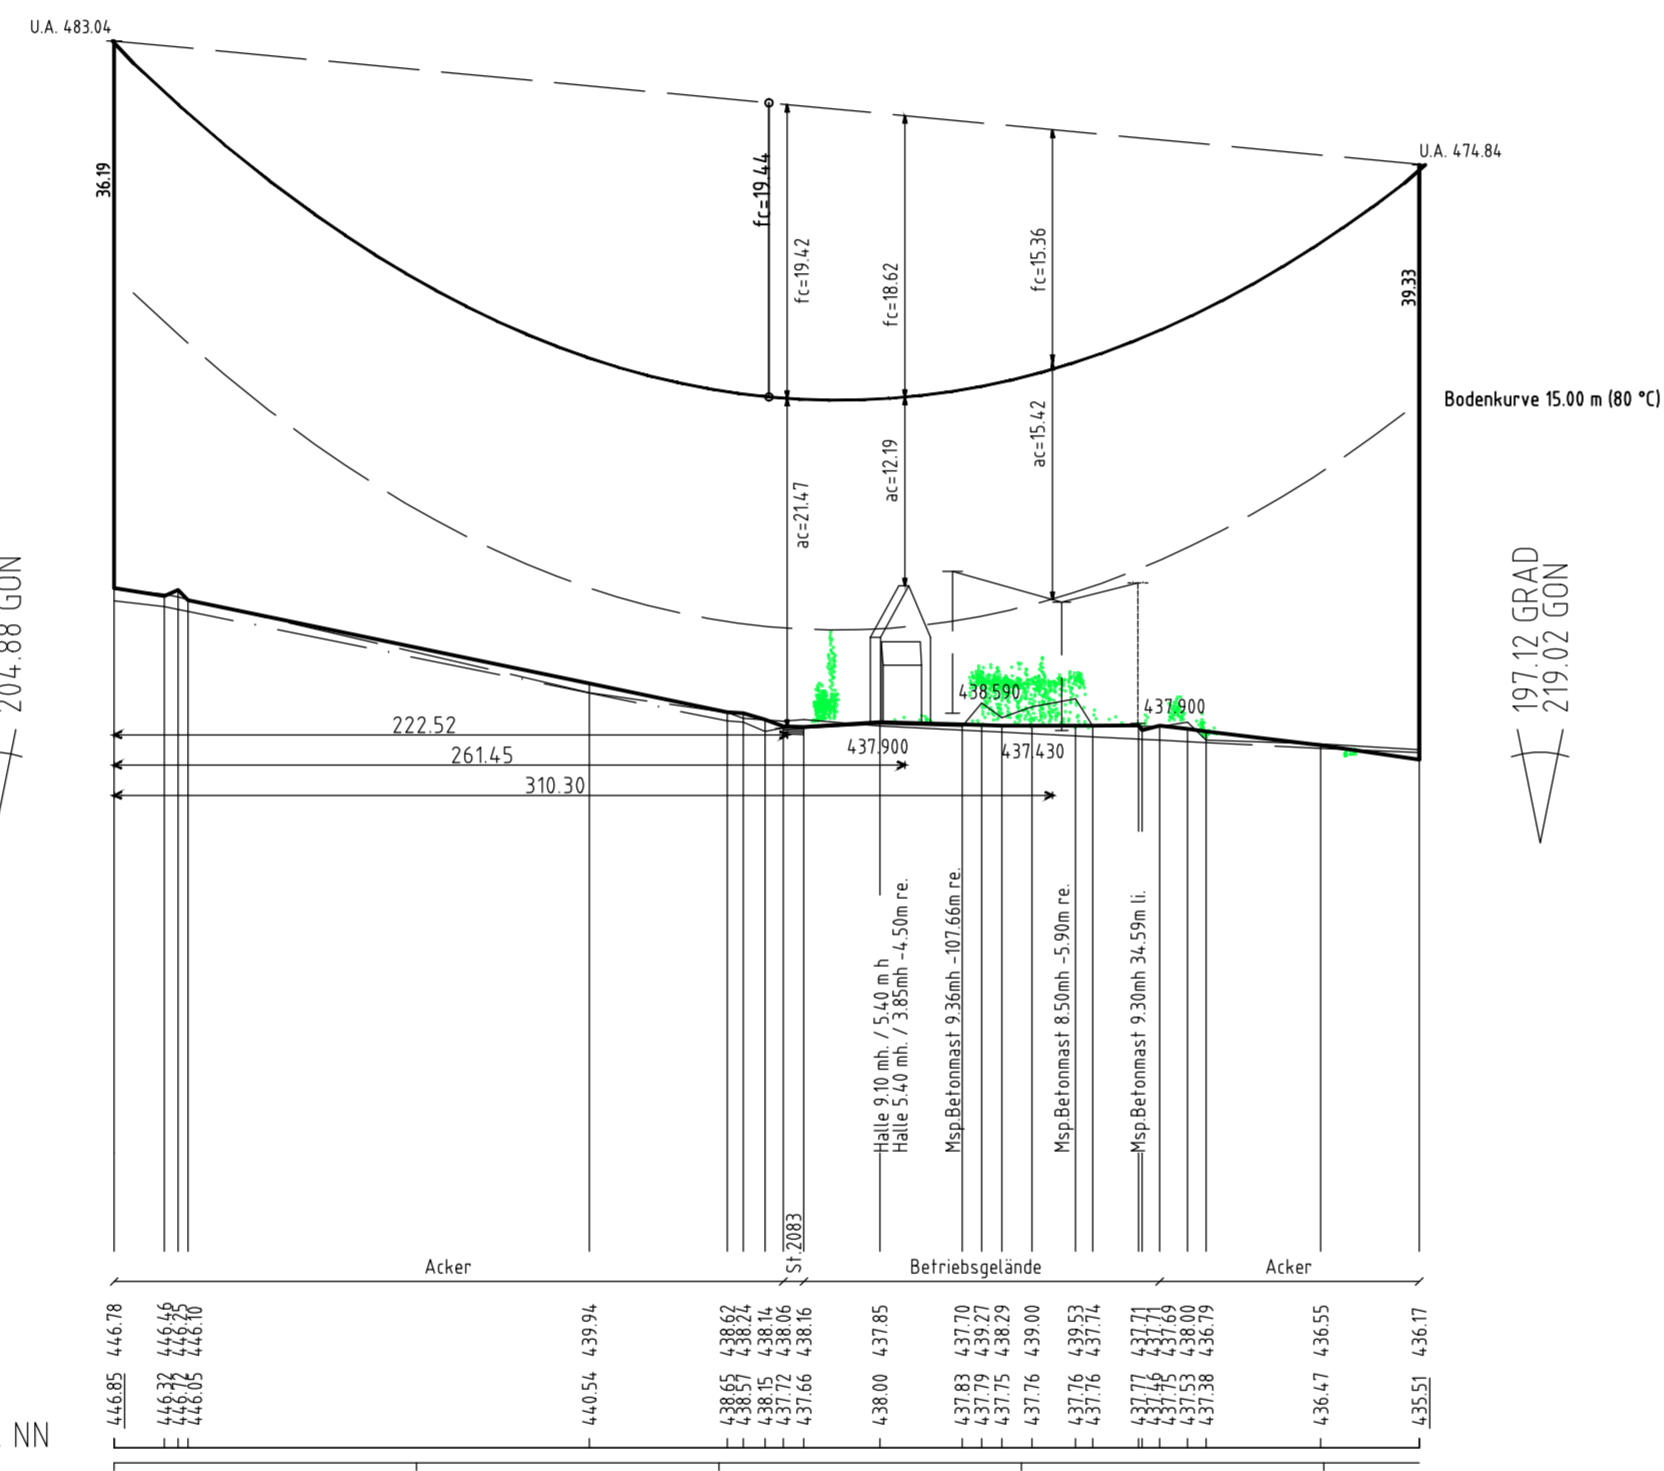 U.A. 483.04
U.A. 474.84
36.19
fc=19.44
fc=19.42
fc=18.62
fc=15.36
39.33
Bodenkurve 15.00 m (80 °C)
ac=21.47
ac=12.19
ac=15.42
204.88 GON
197.12 GRAD
219.02 GON
438.590
437.900
222.52
437.900
437.430
261.45
310.30
Halle 9.10 mh. / 5.40 m h
Halle 5.40 mh. / 3.85mh -4.50m re.
Msp.Betonmast 9.36mh -107.66m re.
Msp.Betonmast 8.50mh -5.90m re.
Msp.Betonmast 9.30mh 34.59m li.
Acker
St.2083
Betriebsgelände
Acker
446.78 446.46 446.25 446.10 439.94 438.62 438.24 438.14 438.06 438.16 437.85 437.70 439.27 438.29 439.00 439.53 437.74 437.71 437.71 437.69 438.00 436.79 436.55 436.17
446.85 446.32 446.72 446.05 440.54 438.65 438.57 438.15 437.72 437.66 438.00 437.83 437.79 437.75 437.76 437.76 437.76 437.77 437.46 437.75 437.53 437.38 436.47 435.51
NN